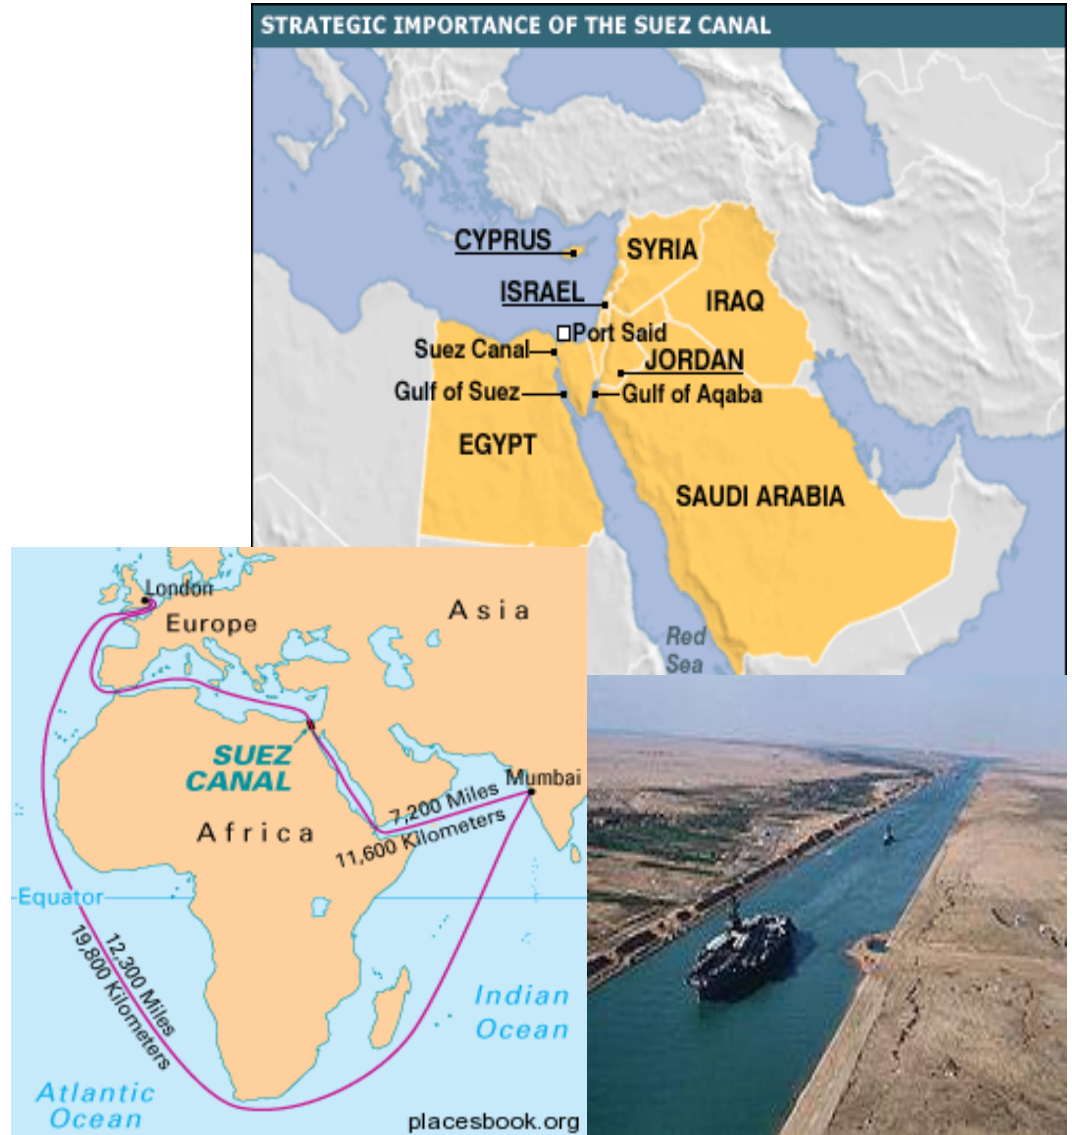 STRATEGIC IMPORTANCE OF THE SUEZ CANAL
CYPRUS
SYRIA
ISRAEL
IRAQ
Port Said
Suez Canal
JORDAN
Gulf of Suez
Gulf of Aqaba
EGYPT
SAUDI ARABIA
Red
Sea
London
Europe
Asia
SUEZ
CANAL
Mumbai
7,200 Miles
11,600 Kilometers
Africa
Equator
12,300 Miles
19,800 Kilometers
Indian
Ocean
Atlantic
Ocean
placesbook.org